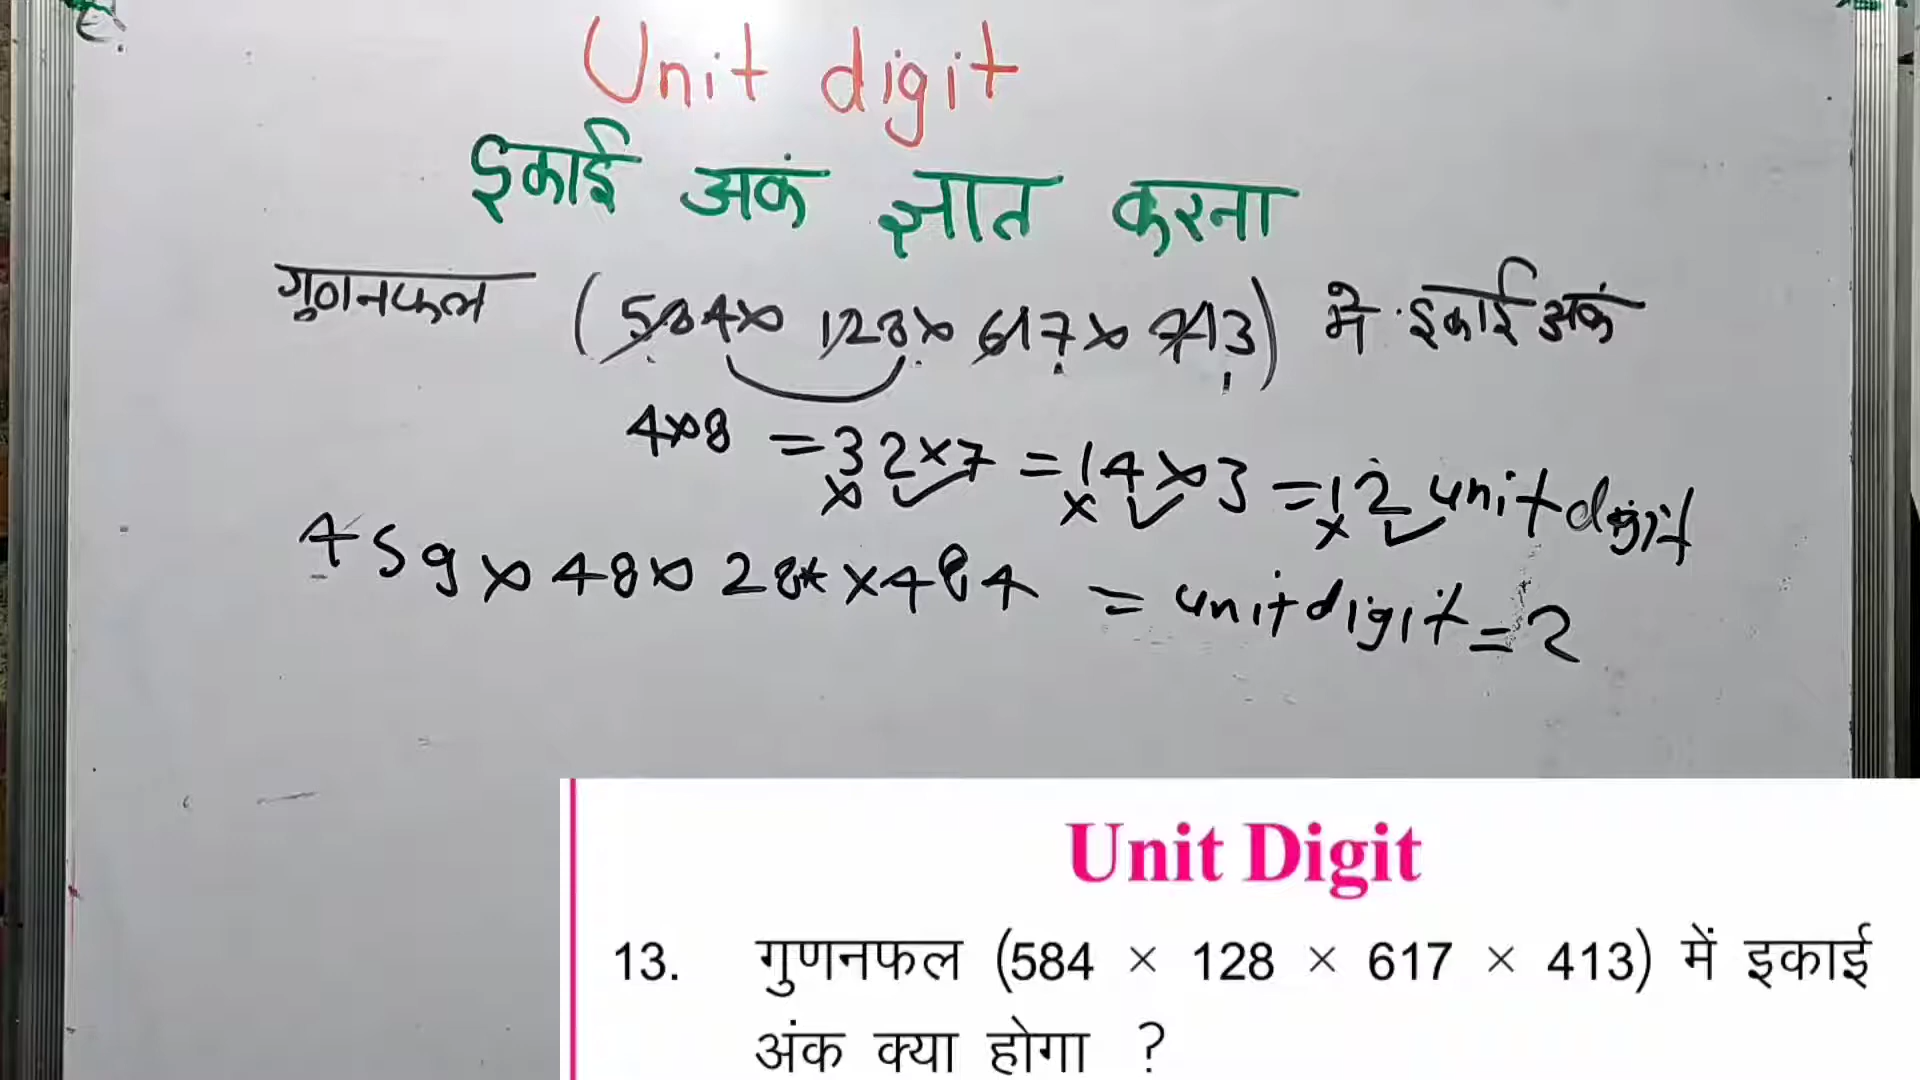 Unit digit
इकाई अंक ज्ञात करना
गुणनफल (584 × 128 × 617 × 413) में इकाई अंक
4×8 = 32×7 = 14×3 = 12 unit digit
459 × 48 × 28* × 484 = unit digit = 2
Unit Digit
13. गुणनफल (584 × 128 × 617 × 413) में इकाई
अंक क्या होगा ?